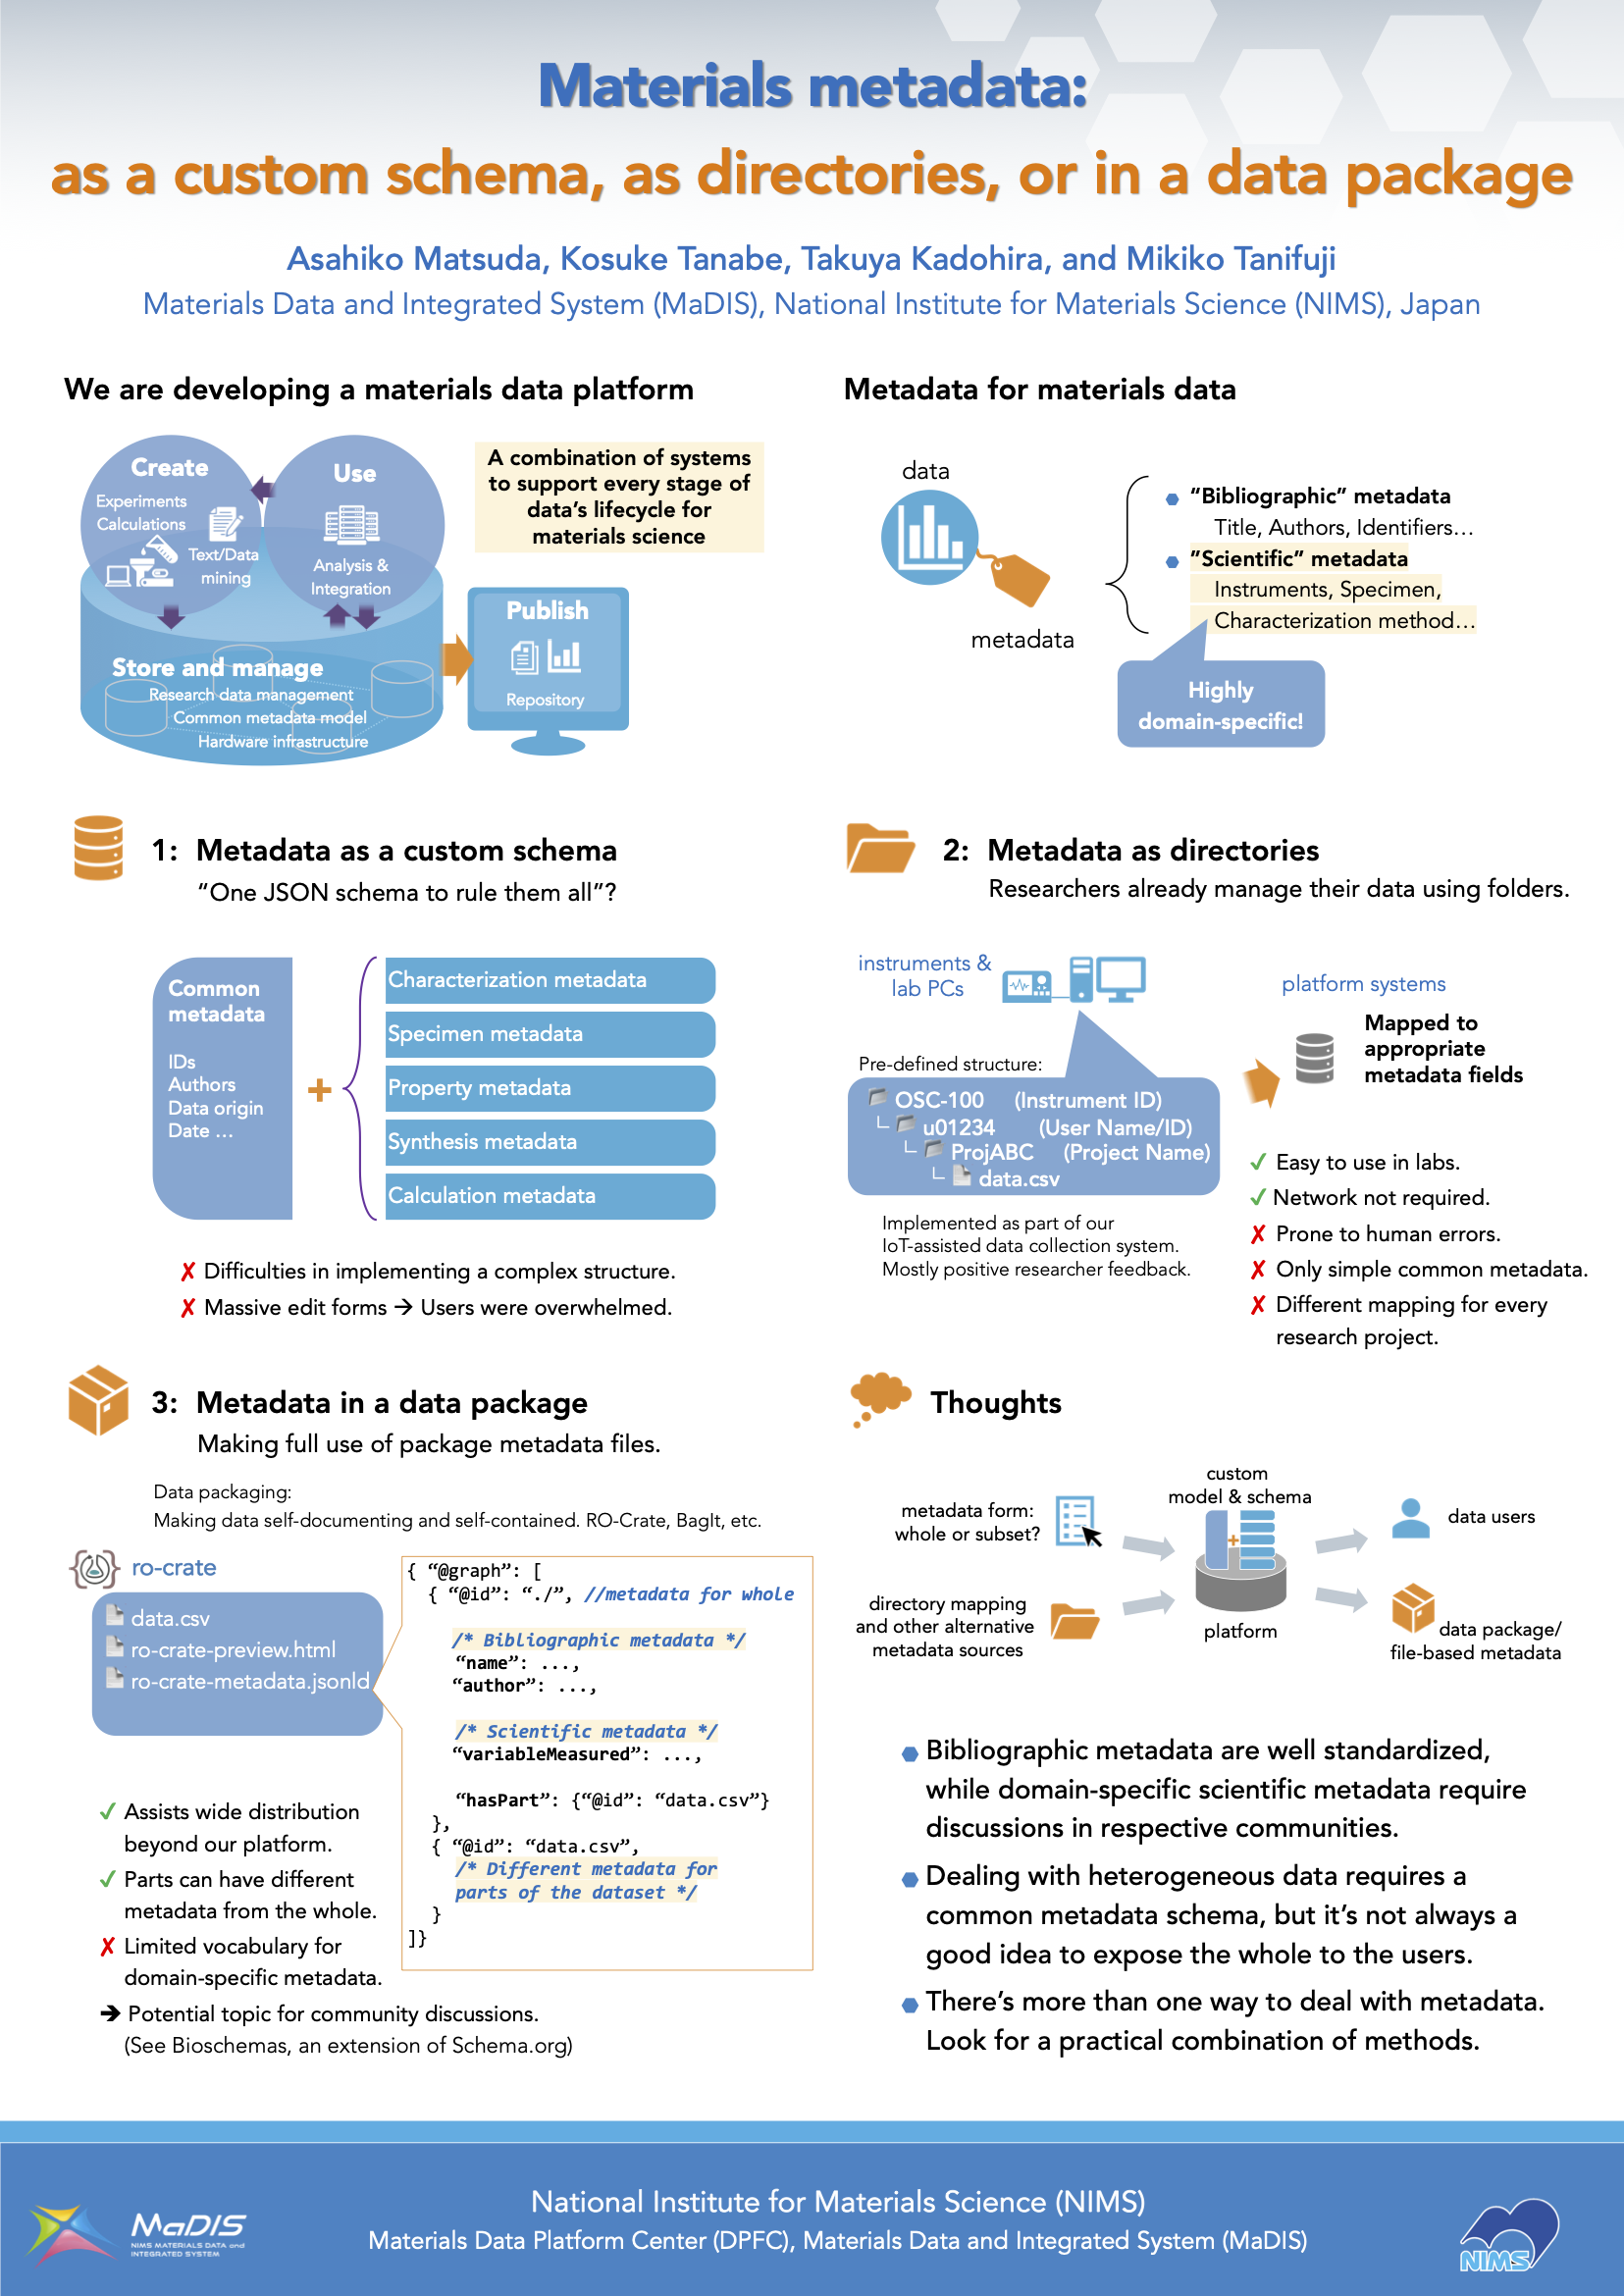 Materials metadata:
as a custom schema, as directories, or in a data package
Asahiko Matsuda, Kosuke Tanabe, Takuya Kadohira, and Mikiko Tanifuji
Materials Data and Integrated System (MaDIS), National Institute for Materials Science (NIMS), Japan
We are developing a materials data platform
Create
Experiments
Calculations
Text/Data
mining
Use
Analysis &
Integration
Store and manage
Research data management
Common metadata model
Hardware infrastructure
A combination of systems
to support every stage of
data's lifecycle for
materials science
Publish
Repository
Metadata for materials data
data
metadata
“Bibliographic” metadata
Title, Authors, Identifiers…
”Scientific” metadata
Instruments, Specimen,
Characterization method…
Highly
domain-specific!
1: Metadata as a custom schema
“One JSON schema to rule them all”?
Common
metadata
IDs
Authors
Data origin
Date ...
+
Characterization metadata
Specimen metadata
Property metadata
Synthesis metadata
Calculation metadata
✘ Difficulties in implementing a complex structure.
✘ Massive edit forms → Users were overwhelmed.
2: Metadata as directories
Researchers already manage their data using folders.
instruments &
lab PCs
Pre-defined structure:
OSC-100 (Instrument ID)
u01234 (User Name/ID)
ProjABC (Project Name)
data.csv
Implemented as part of our
IoT-assisted data collection system.
Mostly positive researcher feedback.
platform systems
Mapped to
appropriate
metadata fields
✓ Easy to use in labs.
✓ Network not required.
✘ Prone to human errors.
✘ Only simple common metadata.
✘ Different mapping for every
research project.
3: Metadata in a data package
Making full use of package metadata files.
Data packaging:
Making data self-documenting and self-contained. RO-Crate, BagIt, etc.
ro-crate
data.csv
ro-crate-preview.html
ro-crate-metadata.jsonld
{ “@graph”: [
{ “@id”: “./”, //metadata for whole
/* Bibliographic metadata */
“name”: ...,
“author”: ...,
/* Scientific metadata */
“variableMeasured”: ...,
“hasPart”: {“@id”: “data.csv”}
},
{ “@id”: “data.csv”,
/* Different metadata for
parts of the dataset */
}
]}
✓ Assists wide distribution
beyond our platform.
✓ Parts can have different
metadata from the whole.
✘ Limited vocabulary for
domain-specific metadata.
➔ Potential topic for community discussions.
(See Bioschemas, an extension of Schema.org)
Thoughts
metadata form:
whole or subset?
directory mapping
and other alternative
metadata sources
custom
model & schema
+
platform
data users
data package/
file-based metadata
Bibliographic metadata are well standardized,
while domain-specific scientific metadata require
discussions in respective communities.
Dealing with heterogeneous data requires a
common metadata schema, but it's not always a
good idea to expose the whole to the users.
There's more than one way to deal with metadata.
Look for a practical combination of methods.
MaDIS
NIMS MATERIALS DATA and
INTEGRATED SYSTEM
National Institute for Materials Science (NIMS)
Materials Data Platform Center (DPFC), Materials Data and Integrated System (MaDIS)
NIMS